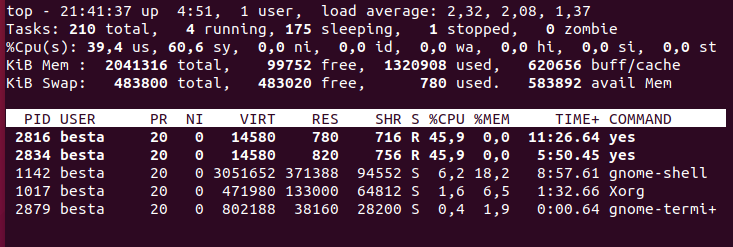 top - 21:41:37 up  4:51,  1 user,  load average: 2,32, 2,08, 1,37
Tasks: 210 total,   4 running, 175 sleeping,   1 stopped,   0 zombie
%Cpu(s): 39,4 us, 60,6 sy,  0,0 ni,  0,0 id,  0,0 wa,  0,0 hi,  0,0 si,  0,0 st
KiB Mem :  2041316 total,    99752 free,  1320908 used,   620656 buff/cache
KiB Swap:   483800 total,   483020 free,      780 used.   583892 avail Mem
PID USER      PR  NI    VIRT    RES    SHR S %CPU %MEM     TIME+ COMMAND
2816 besta     20   0   14580    780    716 R 45,9  0,0  11:26.64 yes
2834 besta     20   0   14580    820    756 R 45,9  0,0   5:50.45 yes
1142 besta     20   0 3051652 371388  94552 S  6,2 18,2   8:57.61 gnome-shell
1017 besta     20   0  471980 133000  64812 S  1,6  6,5   1:32.66 Xorg
2879 besta     20   0  802188  38160  28200 S  0,4  1,9   0:00.64 gnome-termi+